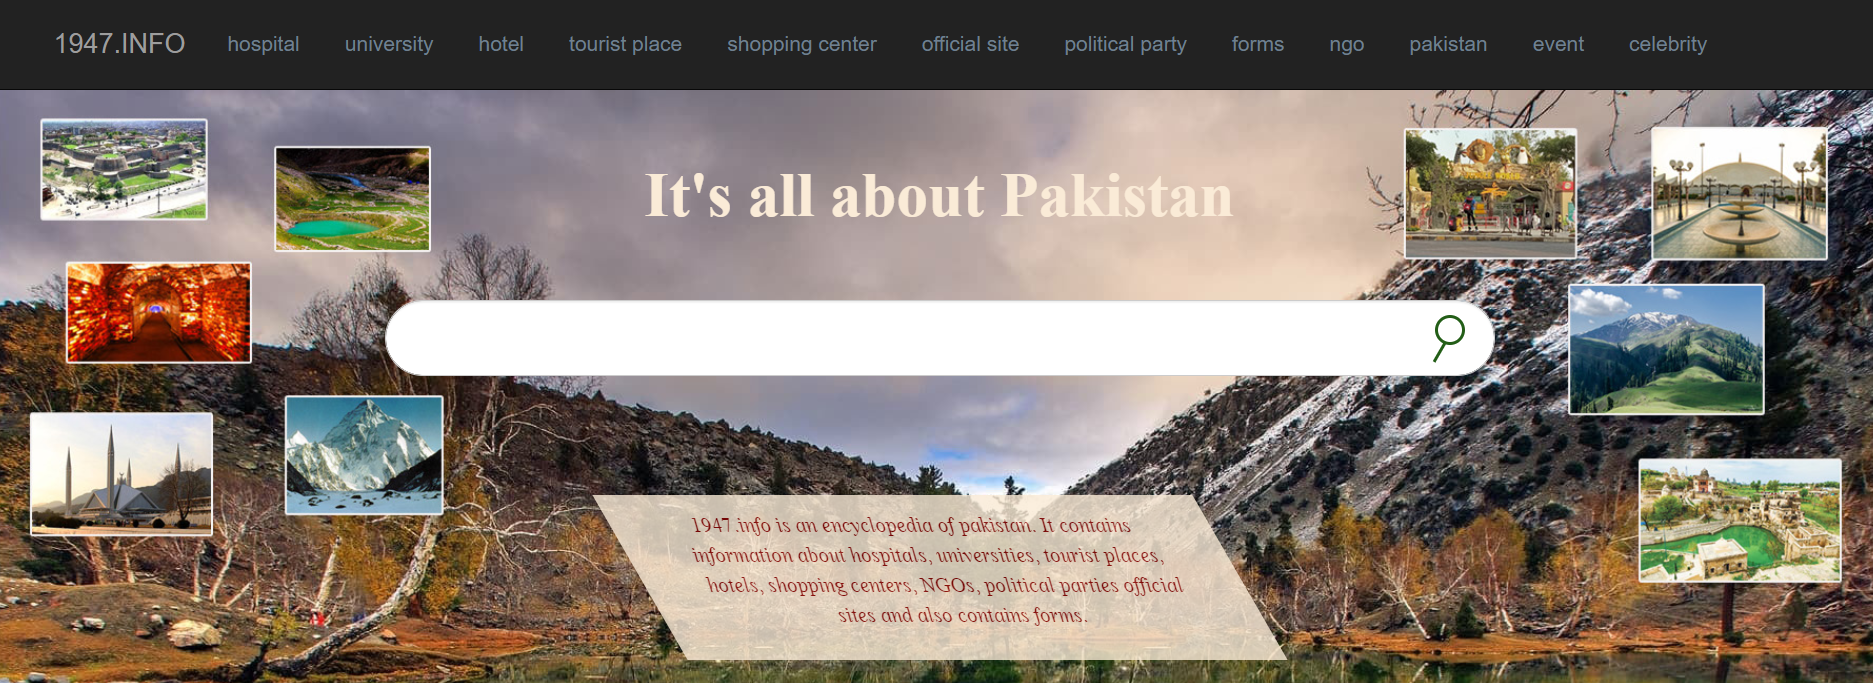 1947.INFO hospital university hotel tourist place shopping center official site political party forms ngo pakistan event celebrity
It's all about Pakistan
The Nation
1947.info is an encyclopedia of pakistan. It contains
information about hospitals, universities, tourist places,
hotels, shopping centers, NGOs, political parties official
sites and also contains forms.